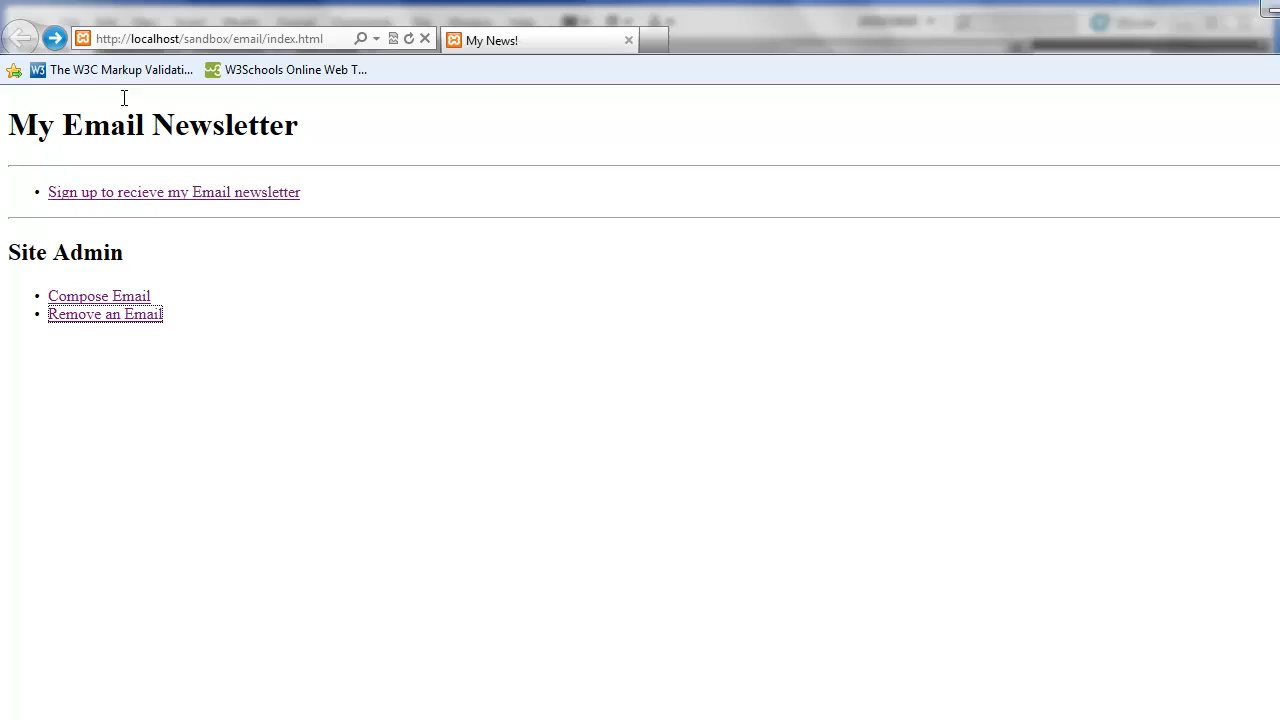 http://localhost/sandbox/email/index.html
My News!
The W3C Markup Validati...
W3Schools Online Web T...
My Email Newsletter
Sign up to recieve my Email newsletter
Site Admin
Compose Email
Remove an Email